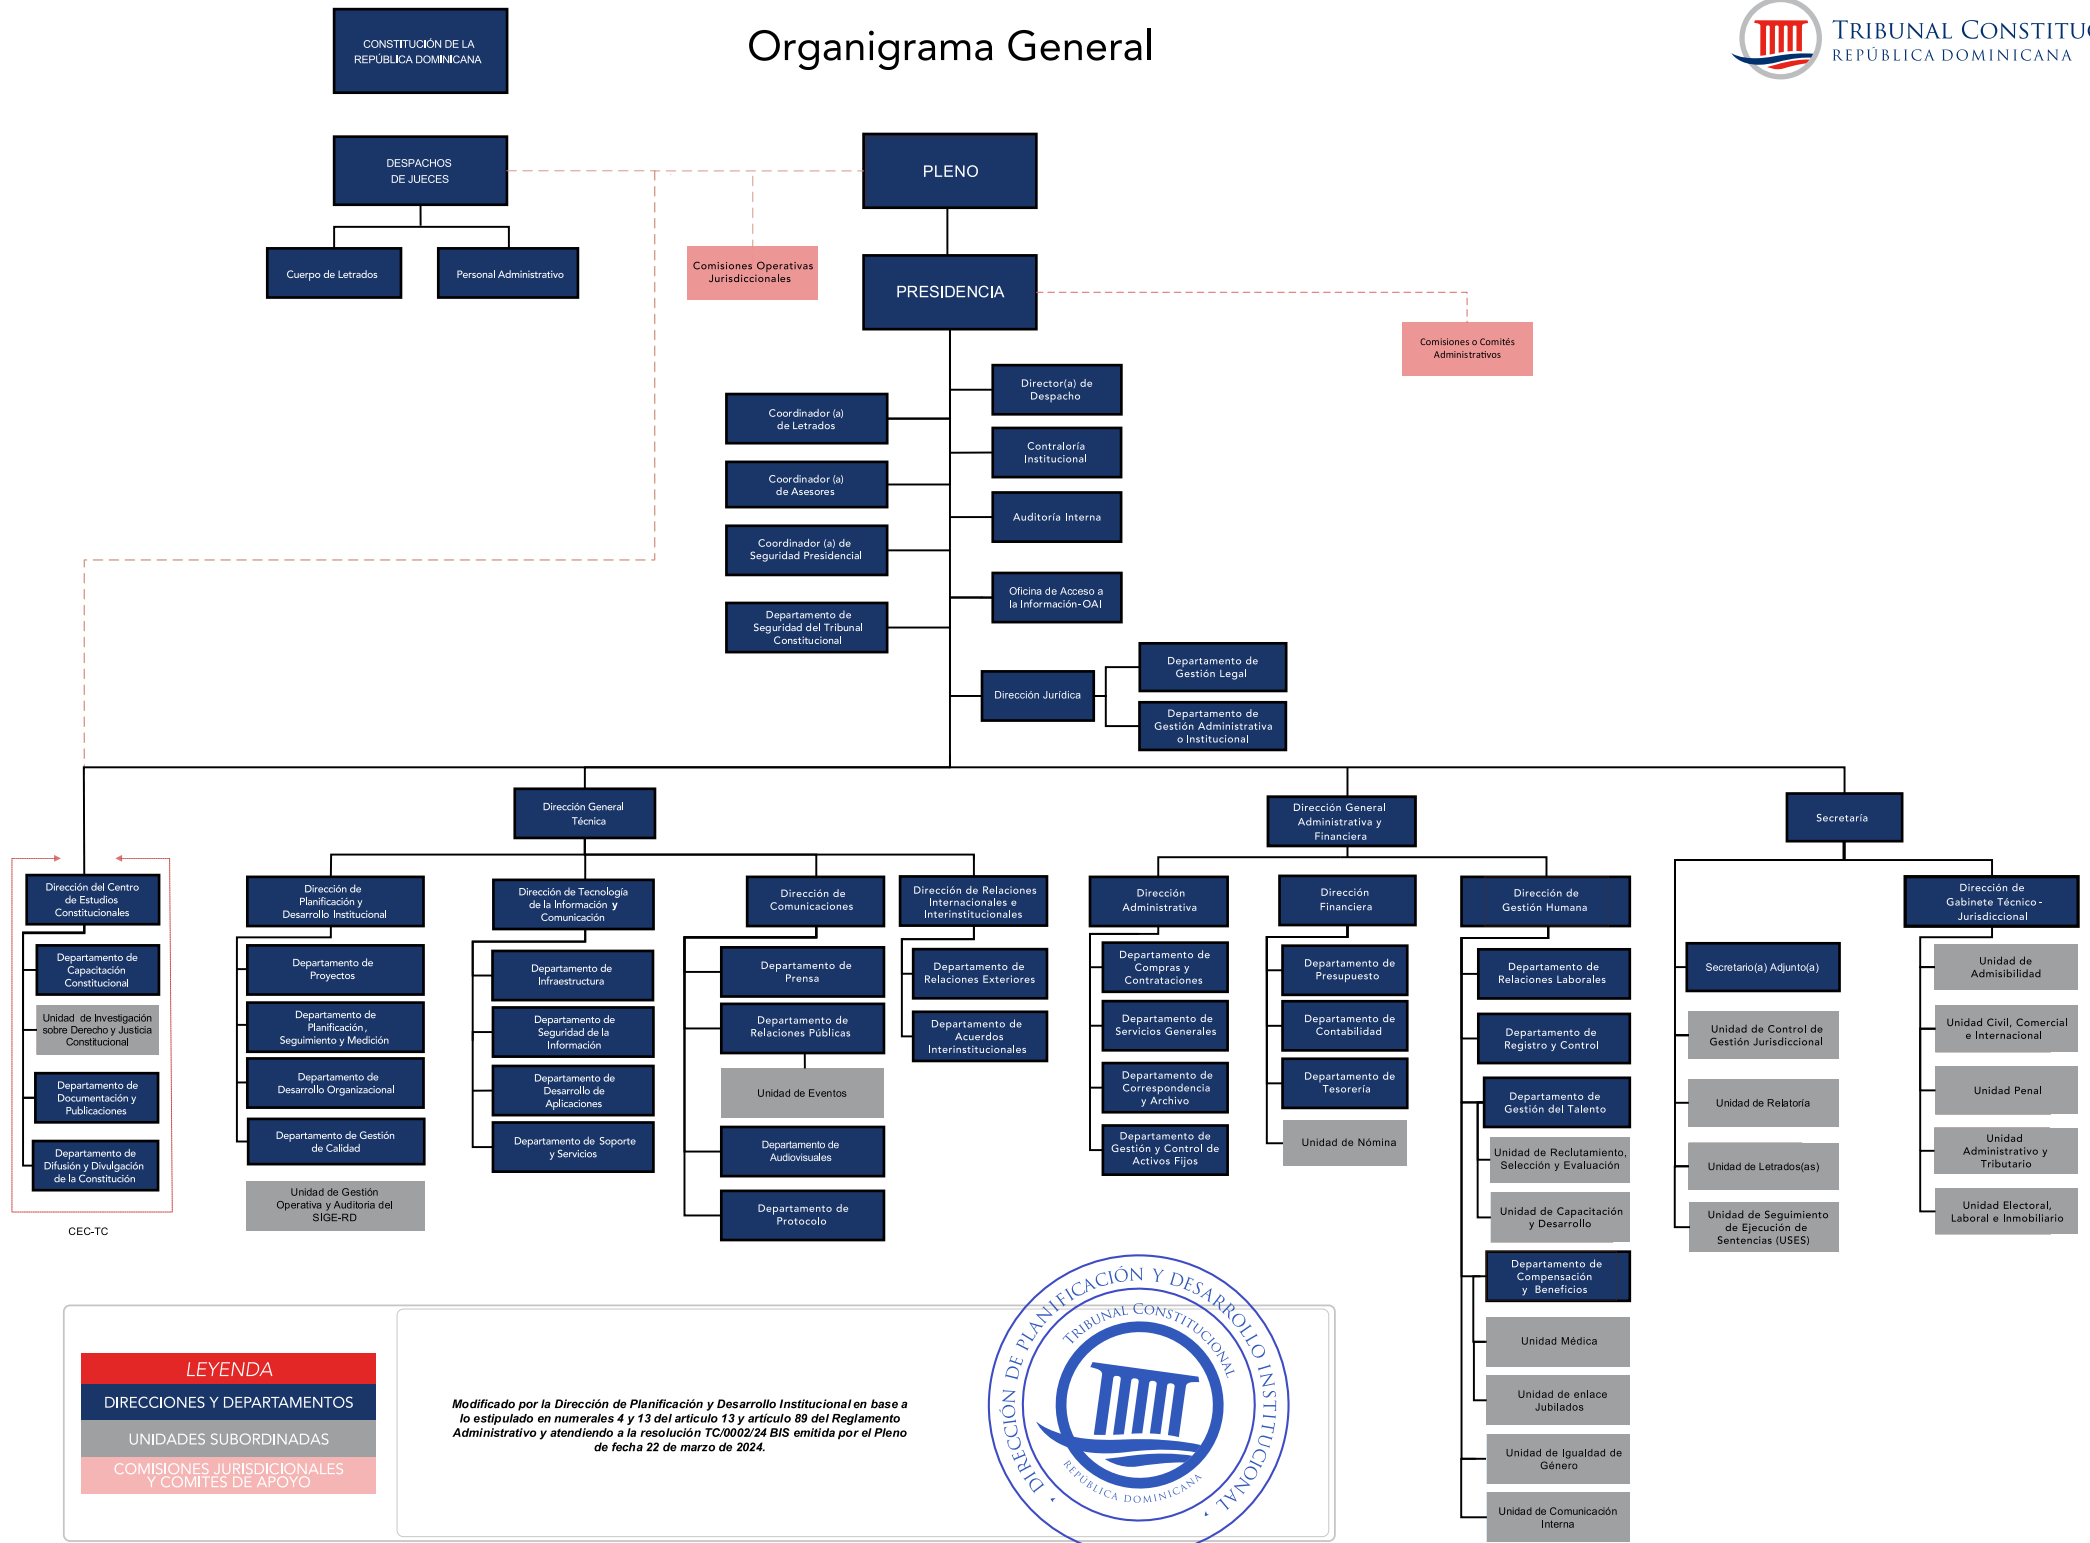 CONSTITUCIÓN DE LA
REPÚBLICA DOMINICANA
Organigrama General
TRIBUNAL CONSTITUC
REPÚBLICA DOMINICANA
DESPACHOS
DE JUECES
PLENO
Cuerpo de Letrados
Personal Administrativo
Comisiones Operativas
Jurisdiccionales
PRESIDENCIA
Comisiones o Comités
Administrativos
Director(a) de
Despacho
Coordinador (a)
de Letrados
Contraloría
Institucional
Coordinador (a)
de Asesores
Auditoría Interna
Coordinador (a) de
Seguridad Presidencial
Oficina de Acceso a
la Información-OAI
Departamento de
Seguridad del Tribunal
Constitucional
Departamento de
Gestión Legal
Dirección Jurídica
Departamento de
Gestión Administrativa
o Institucional
Dirección General
Técnica
Dirección General
Administrativa y
Financiera
Secretaría
Dirección del Centro
de Estudios
Constitucionales
Departamento de
Capacitación
Constitucional
Unidad de Investigación
sobre Derecho y Justicia
Constitucional
Departamento de
Documentación y
Publicaciones
Departamento de
Difusión y Divulgación
de la Constitución
CEC-TC
Dirección de
Planificación y
Desarrollo Institucional
Departamento de
Proyectos
Departamento de
Planificación,
Seguimiento y Medición
Departamento de
Desarrollo Organizacional
Departamento de Gestión
de Calidad
Unidad de Gestión
Operativa y Auditoria del
SIGE-RD
Dirección de Tecnología
de la Información y
Comunicación
Departamento de
Infraestructura
Departamento de
Seguridad de la
Información
Departamento de
Desarrollo de
Aplicaciones
Departamento de Soporte
y Servicios
Dirección de
Comunicaciones
Departamento de
Prensa
Departamento de
Relaciones Públicas
Unidad de Eventos
Departamento de
Audiovisuales
Departamento de
Protocolo
Dirección de Relaciones
Internacionales e
Interinstitucionales
Departamento de
Relaciones Exteriores
Departamento de
Acuerdos
Interinstitucionales
Dirección
Administrativa
Departamento de
Compras y
Contrataciones
Departamento de
Servicios Generales
Departamento de
Correspondencia
y Archivo
Departamento de
Gestión y Control de
Activos Fijos
Dirección
Financiera
Departamento de
Presupuesto
Departamento de
Contabilidad
Departamento de
Tesorería
Unidad de Nómina
Dirección de
Gestión Humana
Departamento de
Relaciones Laborales
Departamento de
Registro y Control
Departamento de
Gestión del Talento
Unidad de Reclutamiento,
Selección y Evaluación
Unidad de Capacitación
y Desarrollo
Departamento de
Compensación
y Beneficios
Unidad Médica
Unidad de enlace
Jubilados
Unidad de Igualdad de
Género
Unidad de Comunicación
Interna
Secretario(a) Adjunto(a)
Unidad de Control de
Gestión Jurisdiccional
Unidad de Relatoría
Unidad de Letrados(as)
Unidad de Seguimiento
de Ejecución de
Sentencias (USES)
Dirección de
Gabinete Técnico-
Jurisdiccional
Unidad de
Admisibilidad
Unidad Civil, Comercial
e Internacional
Unidad Penal
Unidad
Administrativo y
Tributario
Unidad Electoral,
Laboral e Inmobiliario
LEYENDA
DIRECCIONES Y DEPARTAMENTOS
UNIDADES SUBORDINADAS
COMISIONES JURISDICIONALES
Y COMITES DE APOYO
Modificado por la Dirección de Planificación y Desarrollo Institucional en base a
lo estipulado en numerales 4 y 13 del articulo 13 y artículo 89 del Reglamento
Administrativo y atendiendo a la resolución TC/0002/24 BIS emitida por el Pleno
de fecha 22 de marzo de 2024.
DIRECCIÓN DE PLANIFICACIÓN Y DESARROLLO INSTITUCIONAL
TRIBUNAL CONSTITUCIONAL
REPÚBLICA DOMINICANA